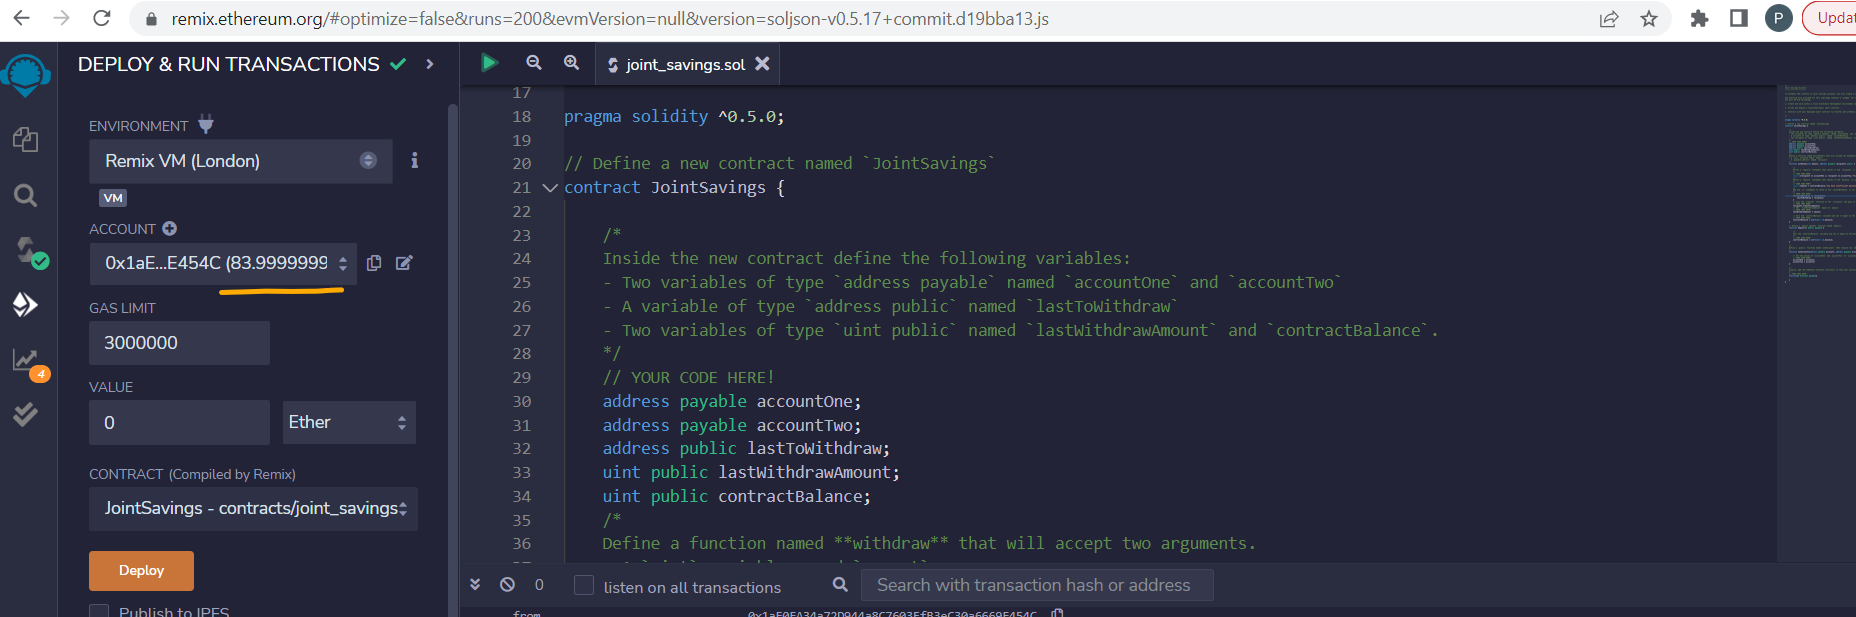 remix.ethereum.org/#optimize=false&runs=200&evmVersion=null&version=soljson-v0.5.17+commit.d19bba13.js
P
Updat
DEPLOY & RUN TRANSACTIONS
ENVIRONMENT
Remix VM (London)
VM
ACCOUNT
0x1aE...E454C (83.9999999
GAS LIMIT
3000000
VALUE
0
Ether
CONTRACT (Compiled by Remix)
JointSavings - contracts/joint_savings
Deploy
Publish to IPFS
4
joint_savings.sol
17
18 pragma solidity ^0.5.0;
19
20 // Define a new contract named `JointSavings`
21 contract JointSavings {
22
23 /*
24 Inside the new contract define the following variables:
25 - Two variables of type `address payable` named `accountOne` and `accountTwo`
26 - A variable of type `address public` named `lastToWithdraw`
27 - Two variables of type `uint public` named `lastWithdrawAmount` and `contractBalance`.
28 */
29 // YOUR CODE HERE!
30 address payable accountOne;
31 address payable accountTwo;
32 address public lastToWithdraw;
33 uint public lastWithdrawAmount;
34 uint public contractBalance;
35 /*
36 Define a function named **withdraw** that will accept two arguments.
0
listen on all transactions
Search with transaction hash or address
from